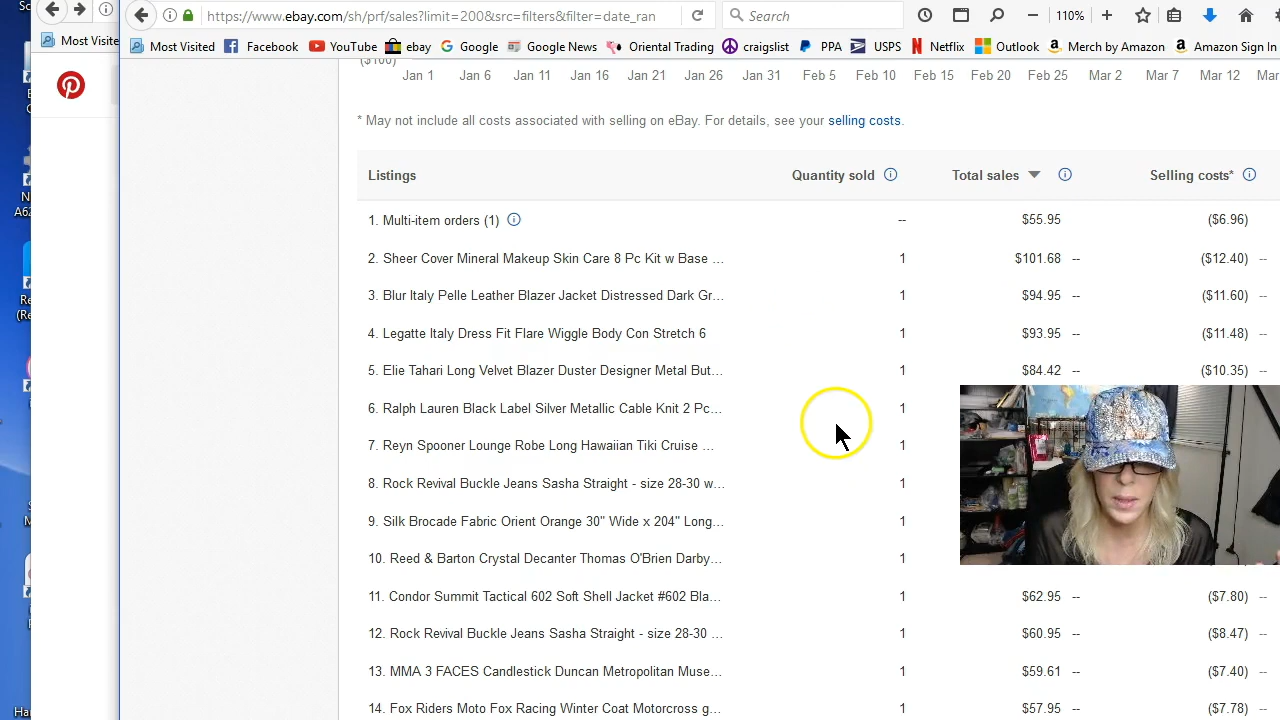 Sc
https://www.ebay.com/sh/prf/sales?limit=200&src=filters&filter=date_ran
Search
110%
Most Visite
Most Visited Facebook YouTube ebay Google Google News Oriental Trading craigslist PPA USPS Netflix Outlook Merch by Amazon Amazon Sign In
($100)
Jan 1 Jan 6 Jan 11 Jan 16 Jan 21 Jan 26 Jan 31 Feb 5 Feb 10 Feb 15 Feb 20 Feb 25 Mar 2 Mar 7 Mar 12 Mar
* May not include all costs associated with selling on eBay. For details, see your selling costs.
Listings Quantity sold Total sales Selling costs*
1. Multi-item orders (1) -- $55.95 ($6.96)
2. Sheer Cover Mineral Makeup Skin Care 8 Pc Kit w Base ... 1 $101.68 -- ($12.40) --
3. Blur Italy Pelle Leather Blazer Jacket Distressed Dark Gr... 1 $94.95 -- ($11.60) --
4. Legatte Italy Dress Fit Flare Wiggle Body Con Stretch 6 1 $93.95 -- ($11.48) --
5. Elie Tahari Long Velvet Blazer Duster Designer Metal But... 1 $84.42 -- ($10.35) --
6. Ralph Lauren Black Label Silver Metallic Cable Knit 2 Pc... 1
7. Reyn Spooner Lounge Robe Long Hawaiian Tiki Cruise ... 1
8. Rock Revival Buckle Jeans Sasha Straight - size 28-30 w... 1
9. Silk Brocade Fabric Orient Orange 30" Wide x 204" Long... 1
10. Reed & Barton Crystal Decanter Thomas O'Brien Darby... 1
11. Condor Summit Tactical 602 Soft Shell Jacket #602 Bla... 1 $62.95 -- ($7.80) --
12. Rock Revival Buckle Jeans Sasha Straight - size 28-30 ... 1 $60.95 -- ($8.47) --
13. MMA 3 FACES Candlestick Duncan Metropolitan Muse... 1 $59.61 -- ($7.40) --
14. Fox Riders Moto Fox Racing Winter Coat Motorcross g... 1 $57.95 -- ($7.78) --
A62
Re
(Re
Har